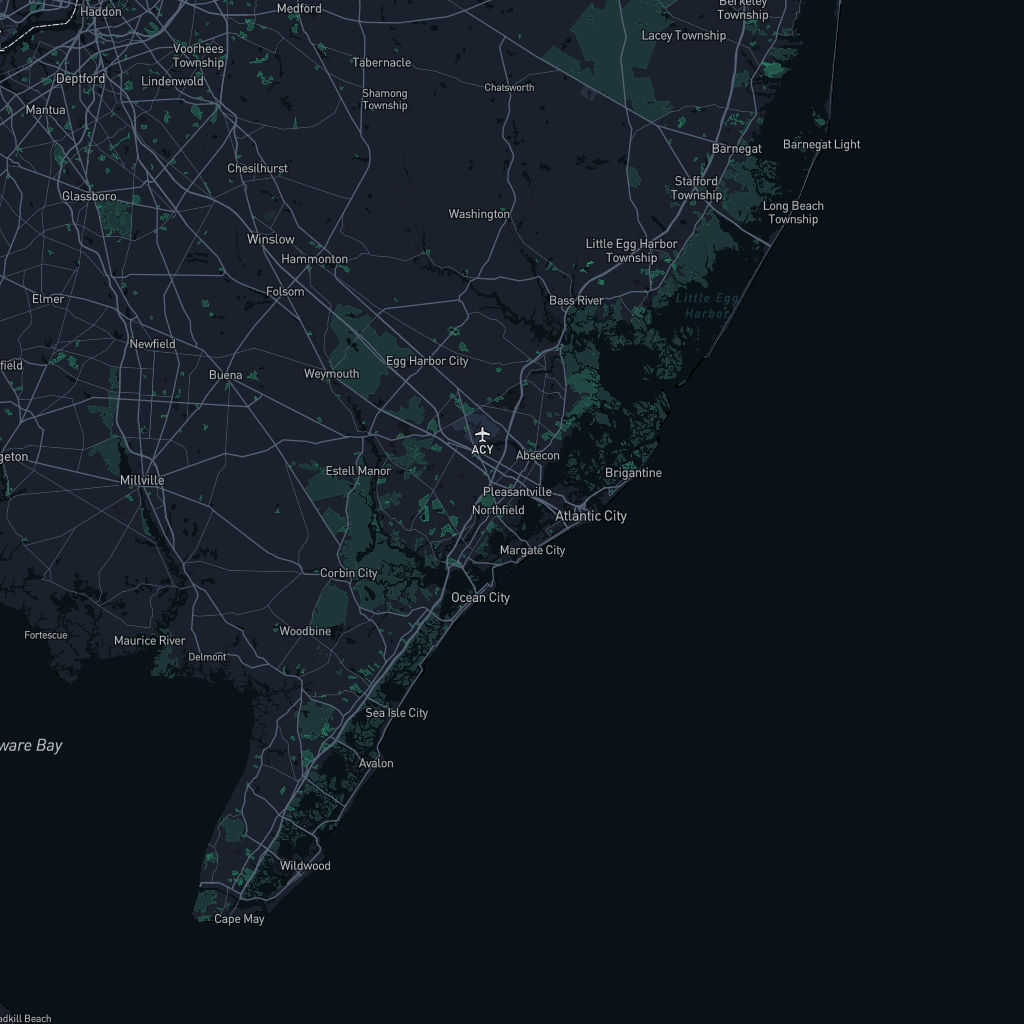 Haddon
Medford
Berkeley
Township
Lacey Township
Voorhees
Township
Tabernacle
Deptford
Lindenwold
Chatsworth
Shamong
Township
Mantua
Barnegat Light
Barnegat
Chesilhurst
Stafford
Township
Glassboro
Long Beach
Township
Washington
Winslow
Little Egg Harbor
Township
Hammonton
Folsom
Elmer
Bass River
Little Egg
Harbor
Newfield
field
Egg Harbor City
Buena
Weymouth
ACY
geton
Absecon
Estell Manor
Brigantine
Millville
Pleasantville
Northfield
Atlantic City
Margate City
Corbin City
Ocean City
Woodbine
Fortescue
Maurice River
Delmont
Sea Isle City
ware Bay
Avalon
Wildwood
Cape May
adkill Beach